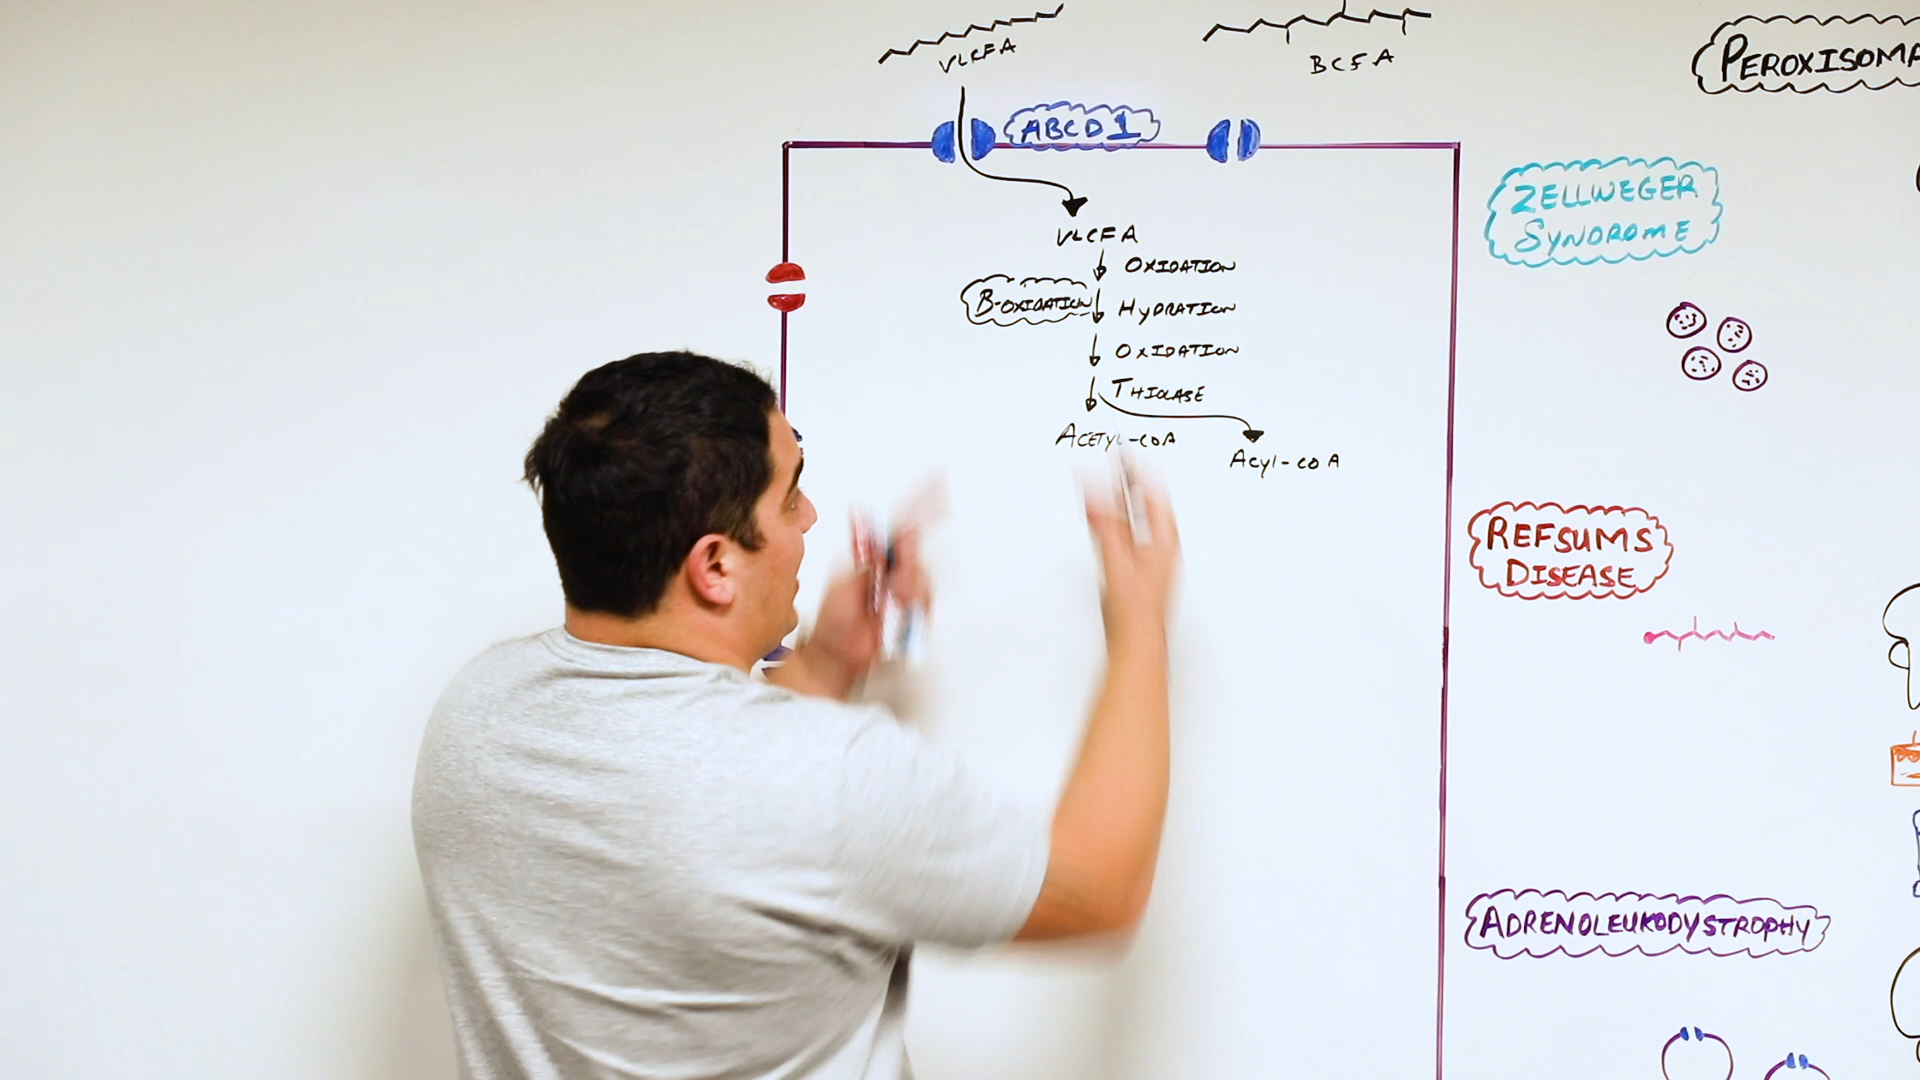 VLCFA
BCFA
PEROXISOMA
ABCD1
ZELLWEGER
SYNDROME
VLCFA
OXIDATION
B-OXIDATION
HYDRATION
OXIDATION
THIOLASE
ACETYL-COA
Acyl-COA
REFSUMS
DISEASE
ADRENOLEUKODYSTROPHY